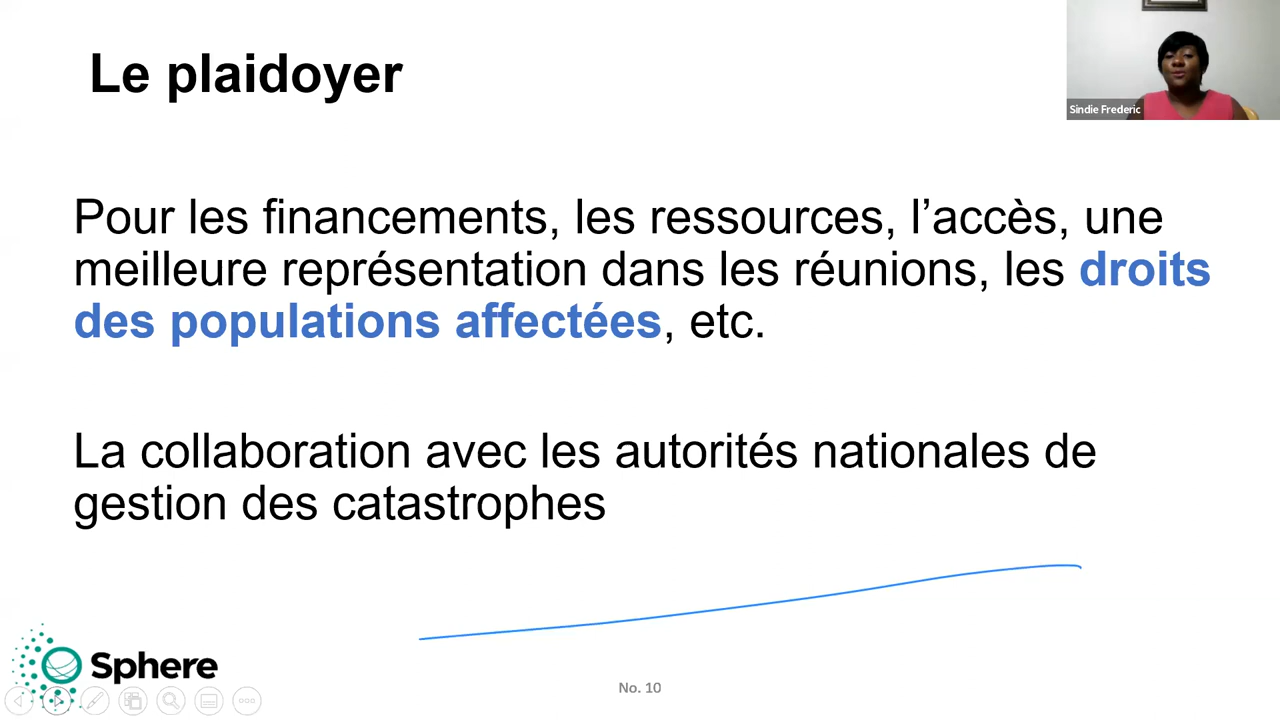 Le plaidoyer
Sindie Frederic
Pour les financements, les ressources, l’accès, une
meilleure représentation dans les réunions, les droits
des populations affectées, etc.
La collaboration avec les autorités nationales de
gestion des catastrophes
Sphere
No. 10